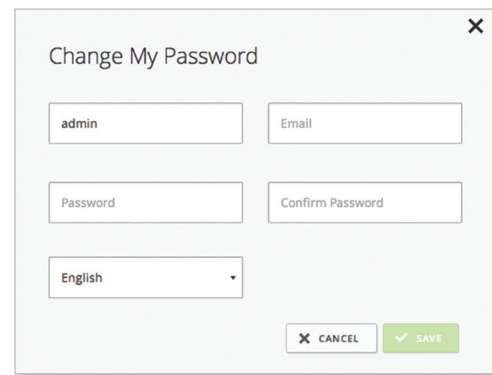 Change My Password
admin
Email
Password
Confirm Password
English
CANCEL
SAVE